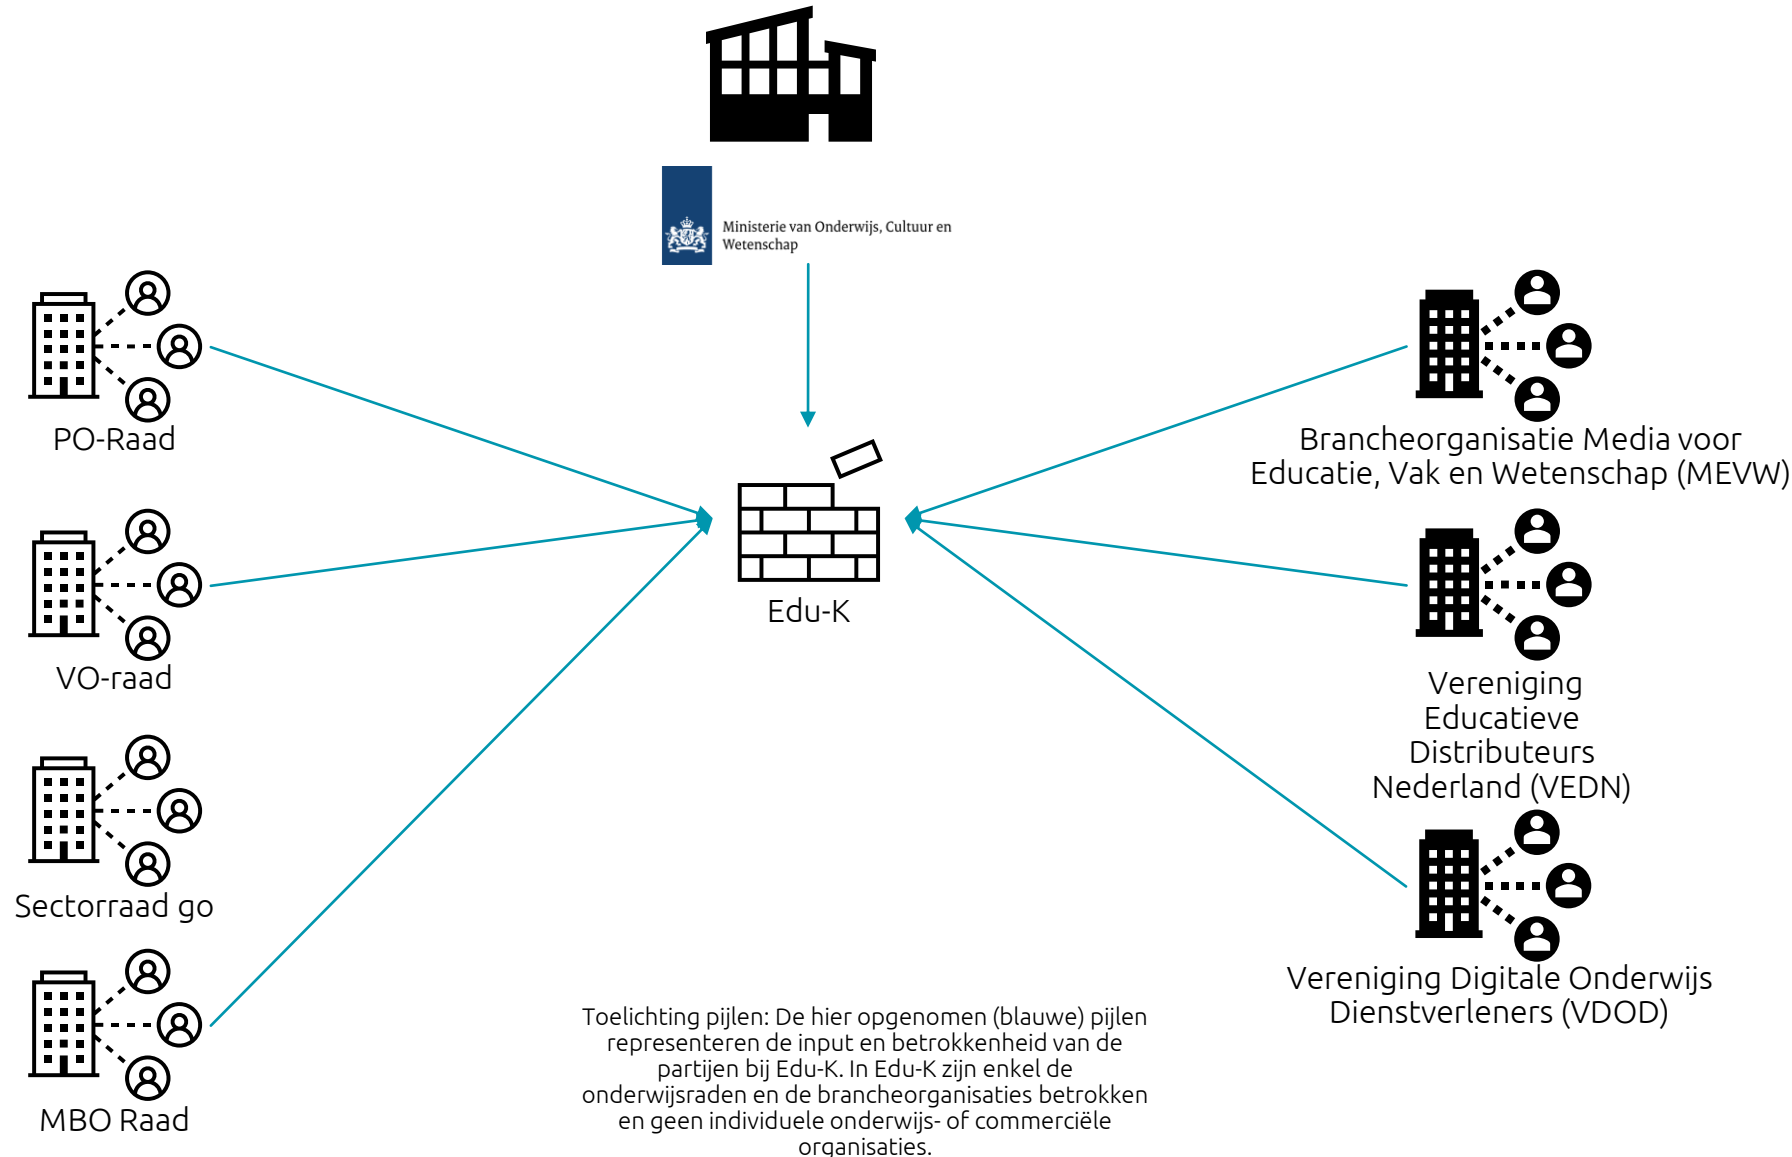 Ministerie van Onderwijs, Cultuur en
Wetenschap
PO-Raad
VO-raad
Sectorraad go
MBO Raad
Edu-K
Brancheorganisatie Media voor
Educatie, Vak en Wetenschap (MEVW)
Vereniging
Educatieve
Distributeurs
Nederland (VEDN)
Vereniging Digitale Onderwijs
Dienstverleners (VDOD)
Toelichting pijlen: De hier opgenomen (blauwe) pijlen
representeren de input en betrokkenheid van de
partijen bij Edu-K. In Edu-K zijn enkel de
onderwijsraden en de brancheorganisaties betrokken
en geen individuele onderwijs- of commerciële
organisaties.